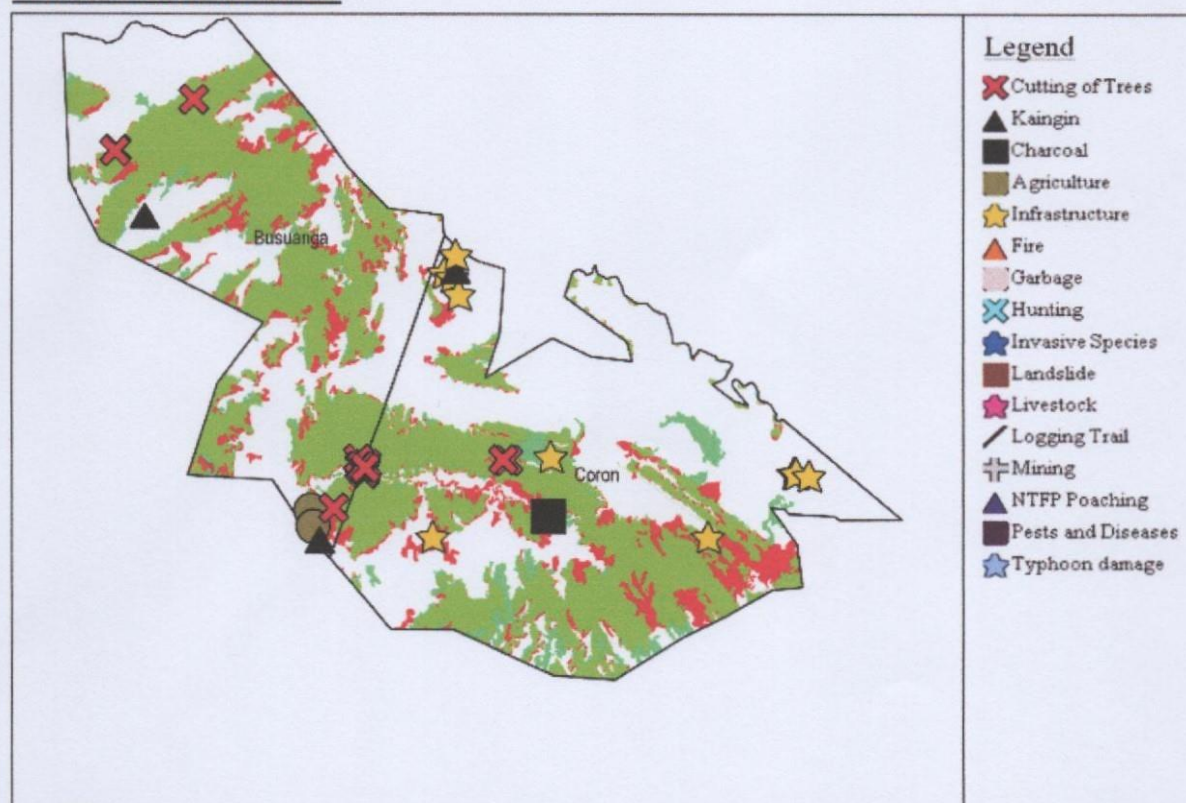 Busuanga
Coron
Legend
Cutting of Trees
Kaingin
Charcoal
Agriculture
Infrastructure
Fire
Garbage
Hunting
Invasive Species
Landslide
Livestock
Logging Trail
Mining
NTFP Poaching
Pests and Diseases
Typhoon damage